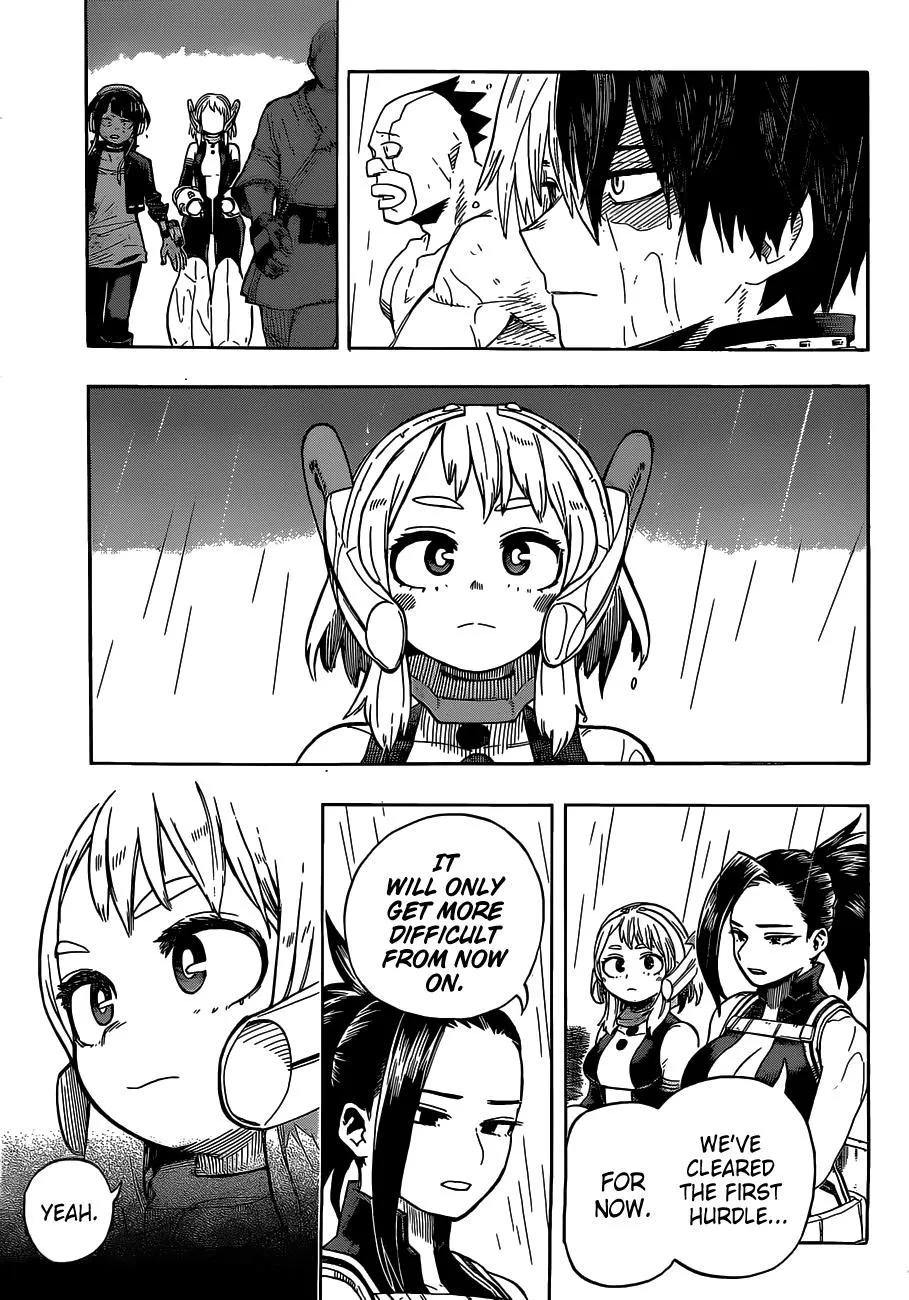 WE'VE
CLEARED
THE FIRST
HURDLE...
FOR
NOW.
IT
WILL ONLY
GET MORE
DIFFICULT
FROM NOW
ON.
YEAH.